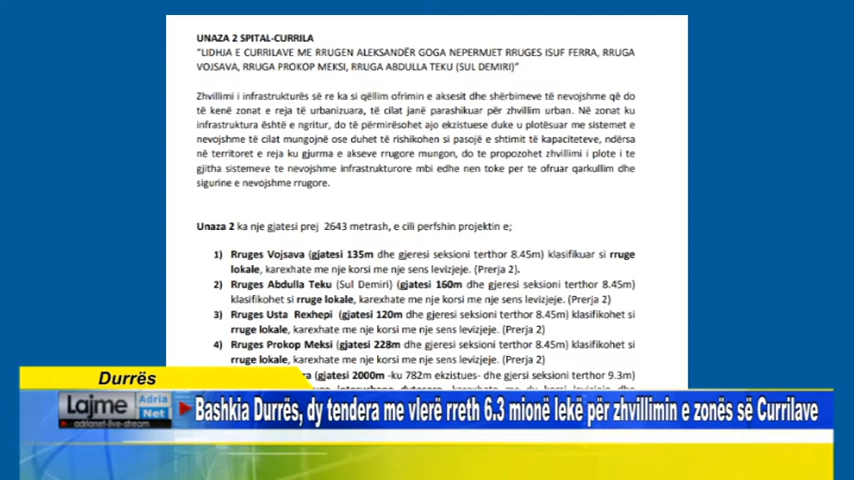 UNAZA 2 SPITAL-CURRILA
"LIDHJA E CURRILAVE ME RRUGEN ALEKSANDËR GOGA NEPERMJET RRUGES ISUF FERRA, RRUGA
VOJSAVA, RRUGA PROKOP MEKSI, RRUGA ABDULLA TEKU (SUL DEMIRI)"
Zhvillimi i infrastrukturës së re ka si qëllim ofrimin e aksesit dhe shërbimeve të nevojshme që do
të kenë zonat e reja të urbanizuara, të cilat janë parashikuar për zhvillim urban. Në zonat ku
infrastruktura është e ngritur, do të përmirësohet ajo ekzistuese duke u plotësuar me sistemet e
nevojshme të cilat mungojnë ose duhet të rishikohen si pasojë e shtimit të kapaciteteve, ndërsa
në territoret e reja ku gjurma e akseve rrugore mungon, do te propozohet zhvillimi i plote i te
gjitha sistemeve te nevojshme infrastrukturore mbi edhe nen toke per te ofruar qarkullim dhe
sigurine e nevojshme rrugore.
Unaza 2 ka nje gjatesi prej 2643 metrash, e cili perfshin projektin e;
1) Rruges Vojsava (gjatesi 135m dhe gjeresi seksioni terthor 8.45m) klasifikuar si rruge
lokale, karexhate me nje korsi me nje sens levizjeje. (Prerja 2).
2) Rruges Abdulla Teku (Sul Demiri) (gjatesi 160m dhe gjeresi seksioni terthor 8.45m)
klasifikohet si rruge lokale, karexhate me nje korsi me nje sens levizjeje. (Prerja 2)
3) Rruges Usta Rexhepi (gjatesi 120m dhe gjeresi seksioni terthor 8.45m) klasifikohet si
rruge lokale, karexhate me nje korsi me nje sens levizjeje. (Prerja 2)
4) Rruges Prokop Meksi (gjatesi 228m dhe gjeresi seksioni terthor 8.45m) klasifikohet si
rruge lokale, karexhate me nje korsi me nje sens levizjeje. (Prerja 2)
(gjatesi 2000m -ku 782m ekzistues- dhe gjersi seksioni terthor 9.3m)
Durrës
Lajme Adria Net
adrianet-live-stream
Bashkia Durrës, dy tendera me vlerë rreth 6.3 mionë lekë për zhvillimin e zonës së Currilave